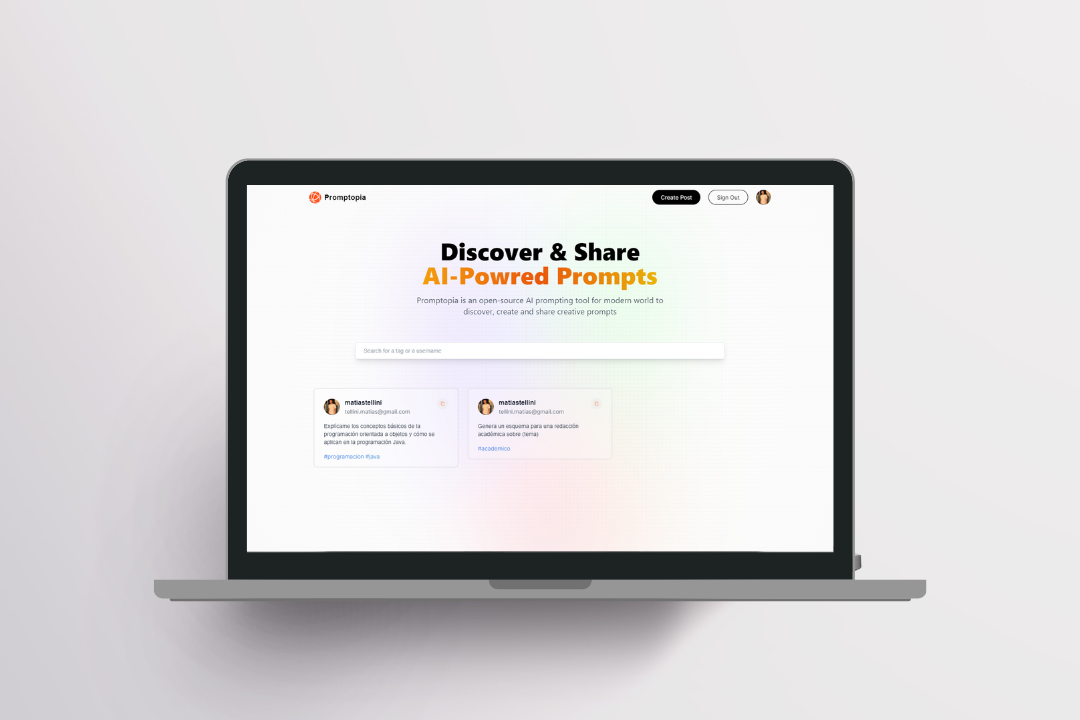 Promptopia
Create Post
Sign Out
Discover & Share
AI-Powred Prompts
Promptopia is an open-source AI prompting tool for modern world to
discover, create and share creative prompts
Search for a tag or a username
matiastellini
tellini.matias@gmail.com
Explicame los conceptos básicos de la
programación orientada a objetos y cómo se
aplican en la programación Java.
#programacion #java
matiastellini
tellini.matias@gmail.com
Genera un esquema para una redacción
académica sobre (tema)
#academico